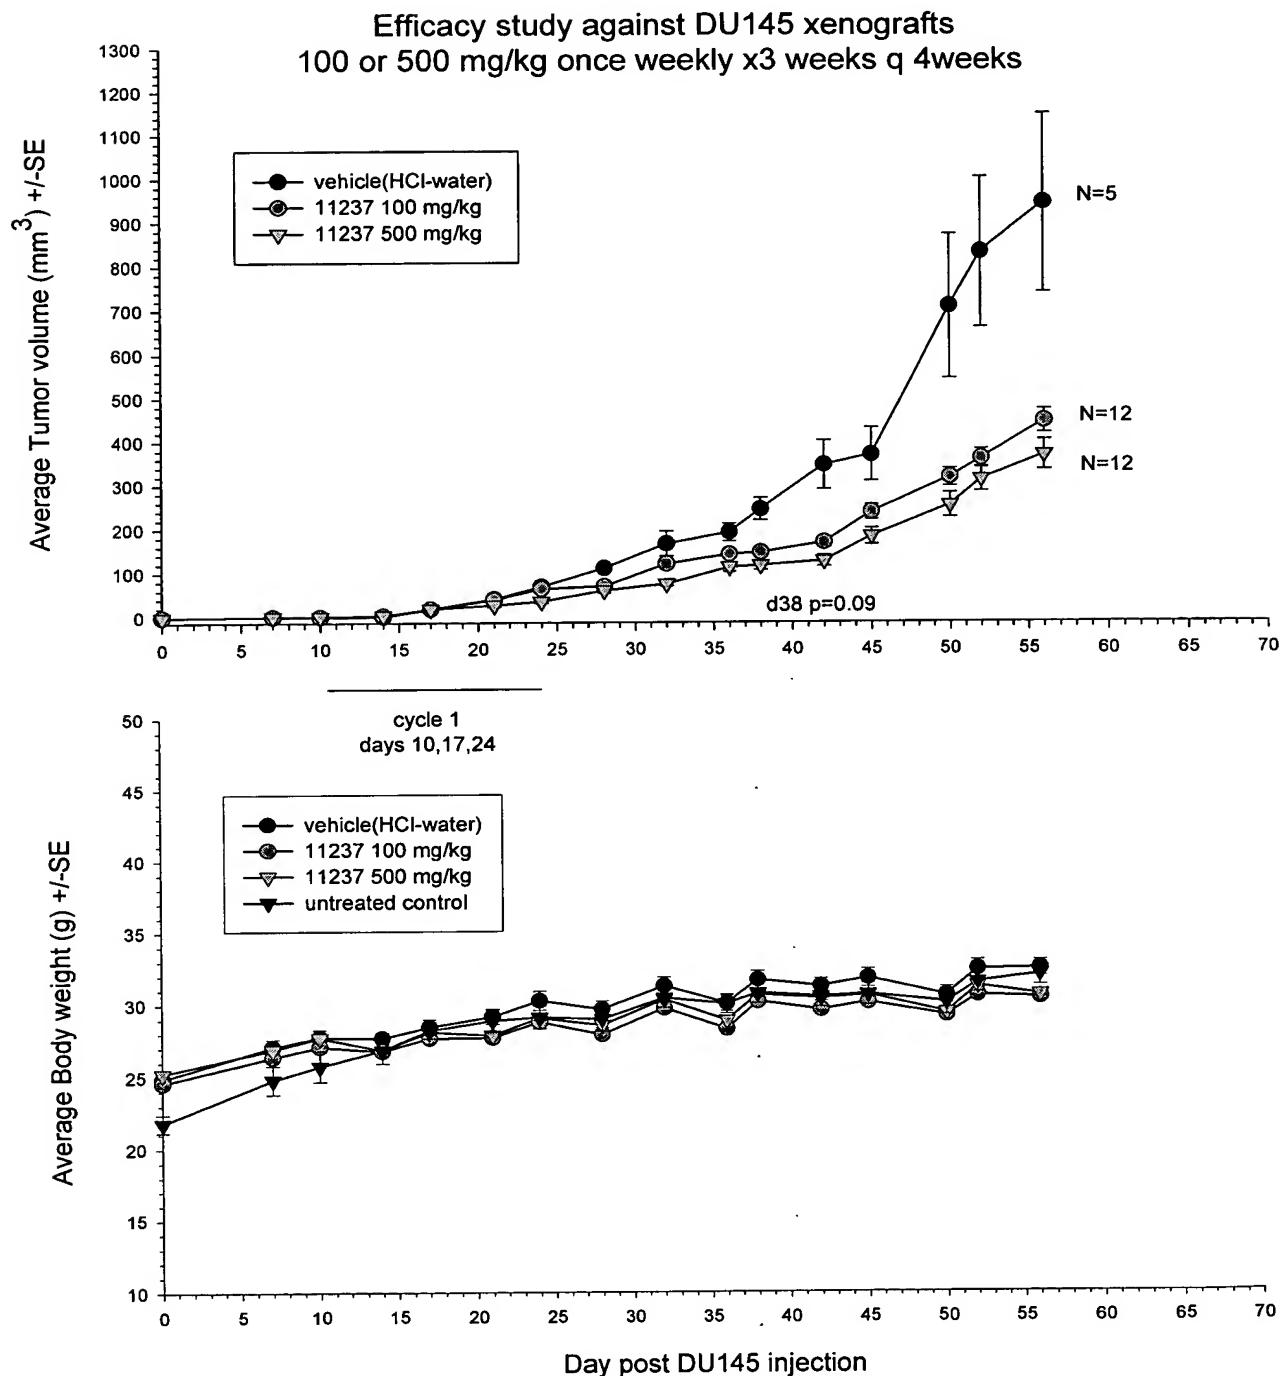 Efficacy study against DU145 xenografts
100 or 500 mg/kg once weekly x3 weeks q 4weeks
Average Tumor volume (mm3) +/-SE
1300
1200
1100
1000
900
800
700
600
500
400
300
200
100
0
vehicle(HCl-water)
11237 100 mg/kg
11237 500 mg/kg
N=5
N=12
N=12
d38 p=0.09
0 5 10 15 20 25 30 35 40 45 50 55 60 65 70
cycle 1
days 10,17,24
Average Body weight (g) +/-SE
50
45
40
35
30
25
20
15
10
vehicle(HCl-water)
11237 100 mg/kg
11237 500 mg/kg
untreated control
0 5 10 15 20 25 30 35 40 45 50 55 60 65 70
Day post DU145 injection